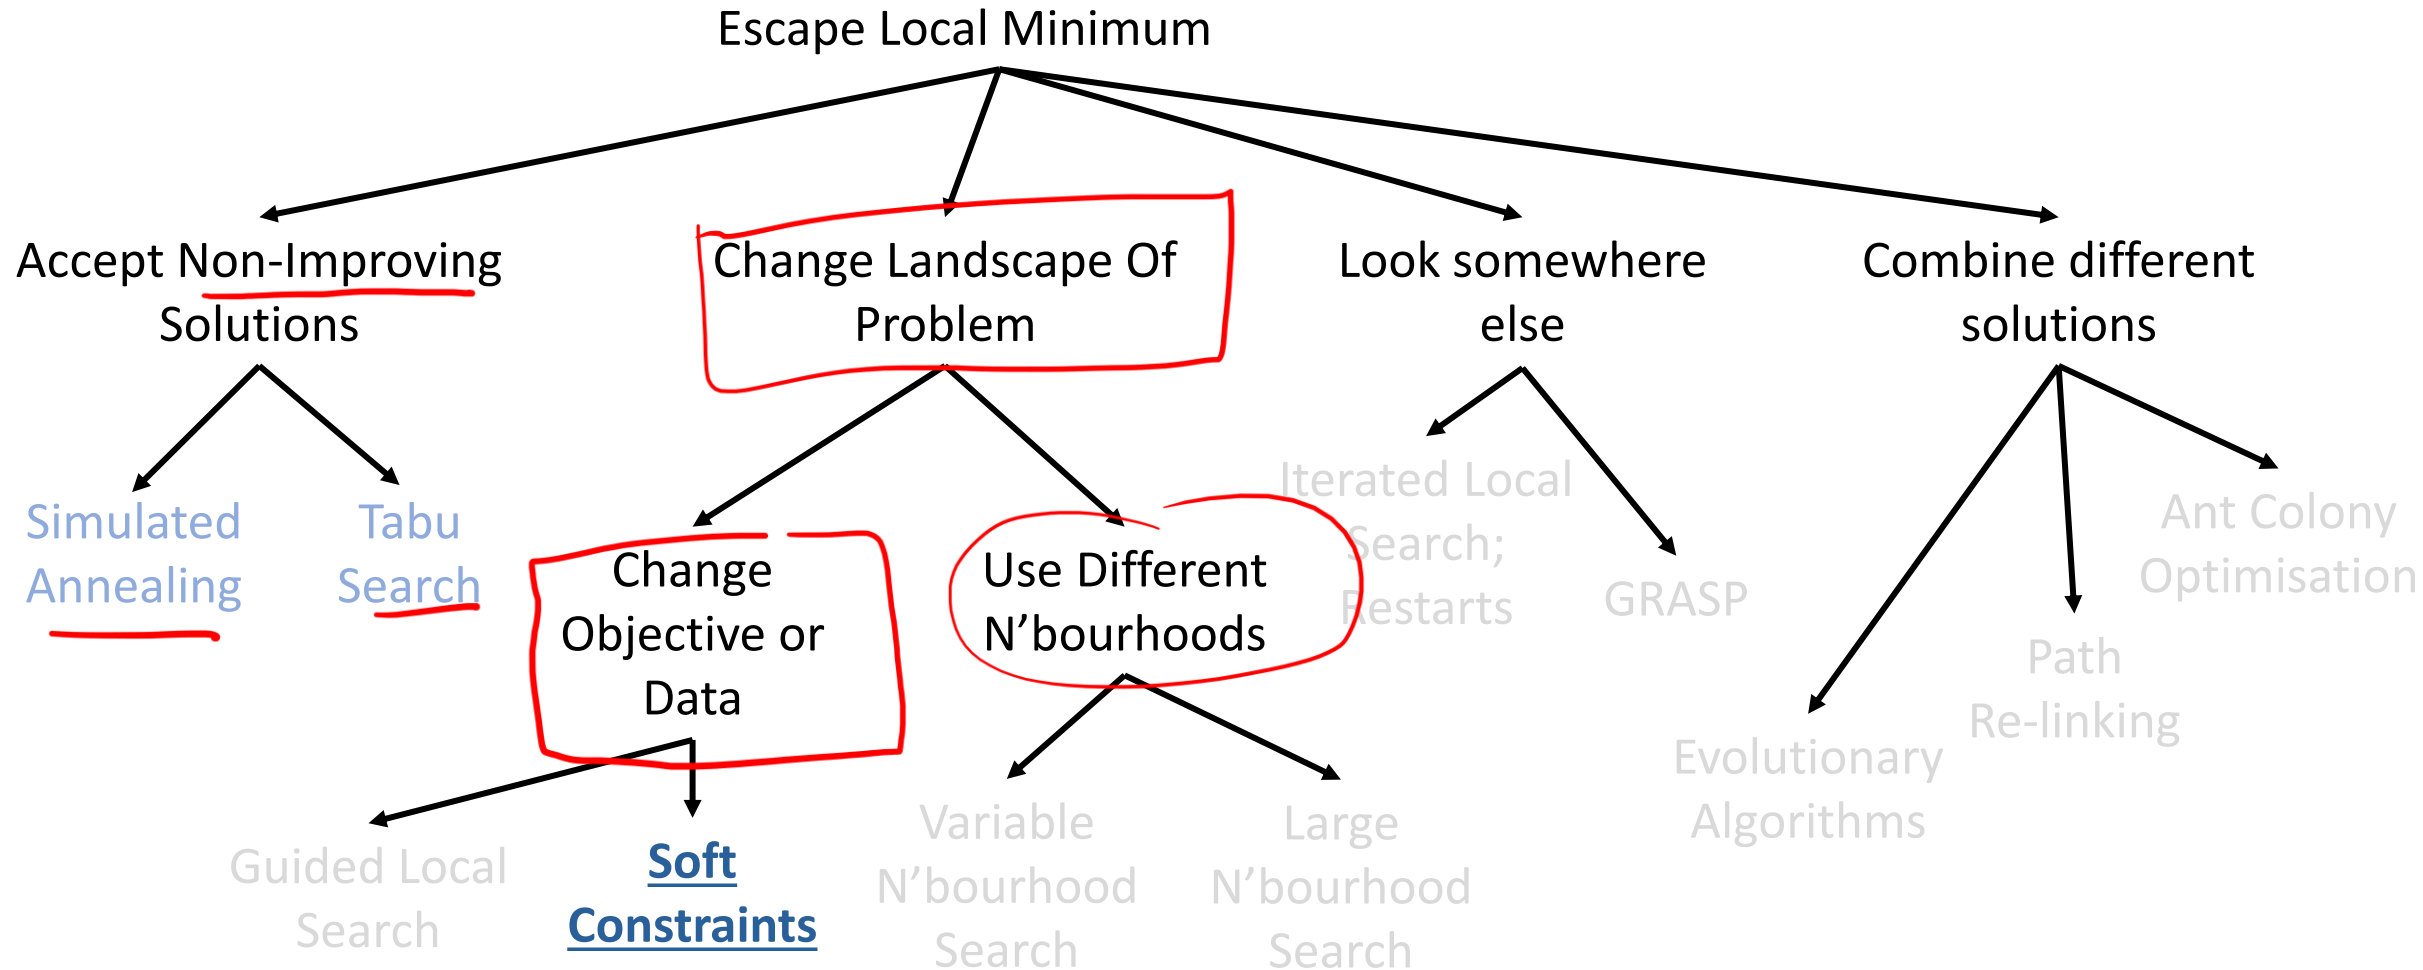 Escape Local Minimum
Accept Non-Improving
Solutions
Change Landscape Of
Problem
Look somewhere
else
Combine different
solutions
Simulated
Annealing
Tabu
Search
Change
Objective or
Data
Use Different
N’bourhoods
Iterated Local
Search;
Restarts
GRASP
Ant Colony
Optimisation
Path
Re-linking
Evolutionary
Algorithms
Guided Local
Search
Soft
Constraints
Variable
N’bourhood
Search
Large
N’bourhood
Search